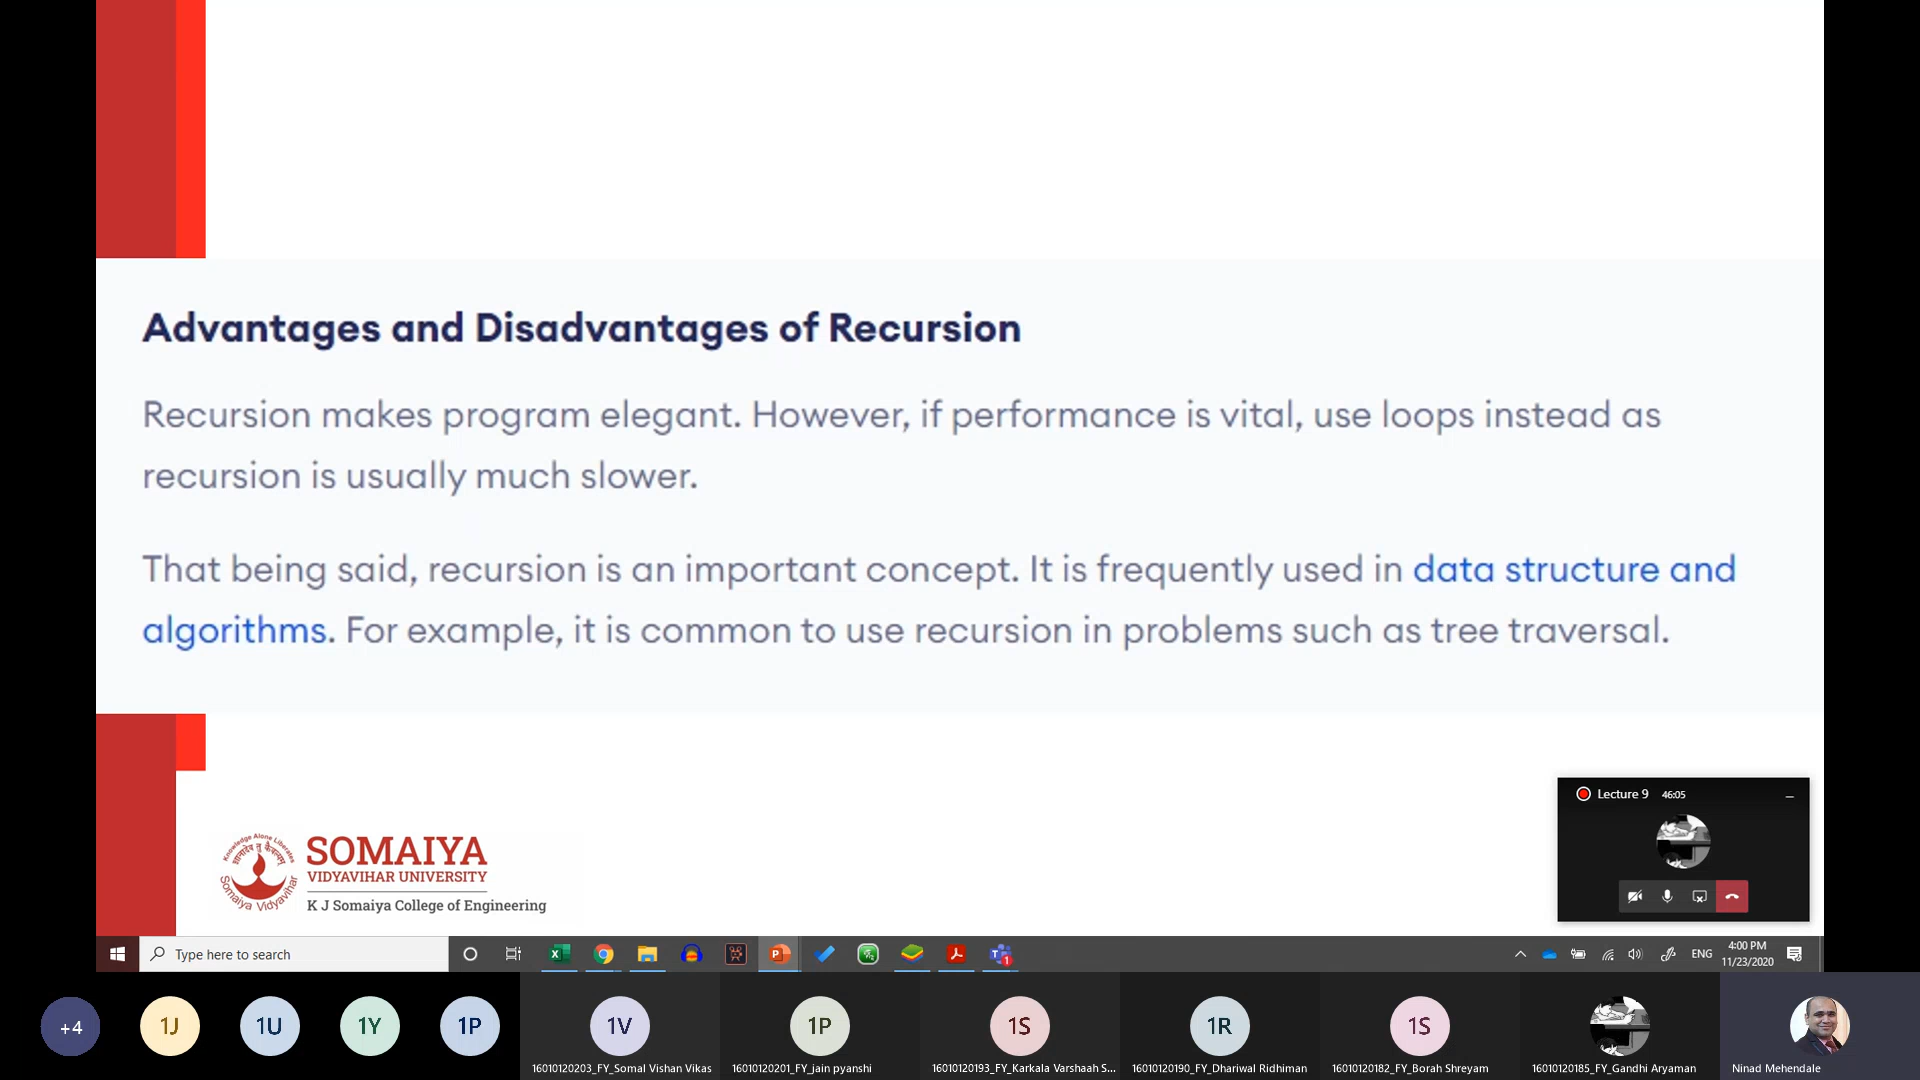 Advantages and Disadvantages of Recursion
Recursion makes program elegant. However, if performance is vital, use loops instead as
recursion is usually much slower.
That being said, recursion is an important concept. It is frequently used in data structure and
algorithms. For example, it is common to use recursion in problems such as tree traversal.
Lecture 9 46:05
Knowledge Alone Liberates
Somaiya Vidyavihar
SOMAIYA
VIDYAVIHAR UNIVERSITY
K J Somaiya College of Engineering
Type here to search
ENG
4:00 PM
11/23/2020
+4
1J
1U
1Y
1P
1V
1P
1S
1R
1S
16010120203_FY_Somal Vishan Vikas
16010120201_FY_jain pyanshi
16010120193_FY_Karkala Varshaah S...
16010120190_FY_Dhariwal Ridhiman
16010120182_FY_Borah Shreyam
16010120185_FY_Gandhi Aryaman
Ninad Mehendale